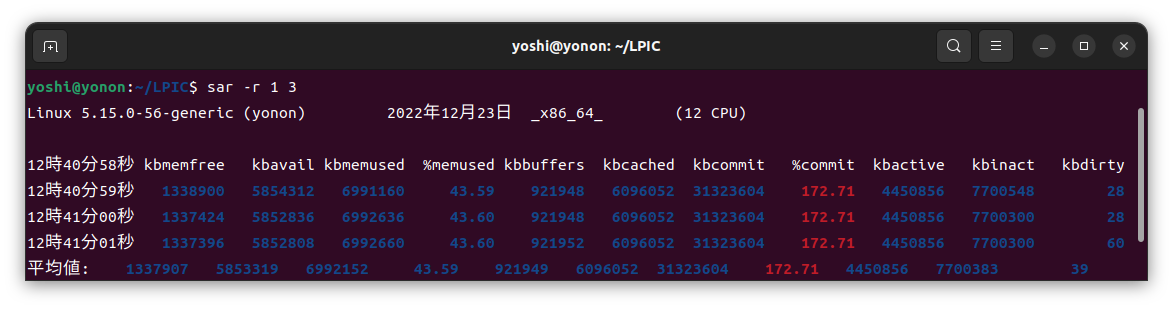 yoshi@yonon: ~/LPIC
yoshi@yonon:~/LPIC$ sar -r 1 3
Linux 5.15.0-56-generic (yonon) 2022年12月23日 _x86_64_ (12 CPU)
12時40分58秒 kbmemfree kbavail kbmemused %memused kbbuffers kbcached kbcommit %commit kbactive kbinact kbdirty
12時40分59秒 1338900 5854312 6991160 43.59 921948 6096052 31323604 172.71 4450856 7700548 28
12時41分00秒 1337424 5852836 6992636 43.60 921948 6096052 31323604 172.71 4450856 7700300 28
12時41分01秒 1337396 5852808 6992660 43.60 921952 6096052 31323604 172.71 4450856 7700300 60
平均値: 1337907 5853319 6992152 43.59 921949 6096052 31323604 172.71 4450856 7700383 39